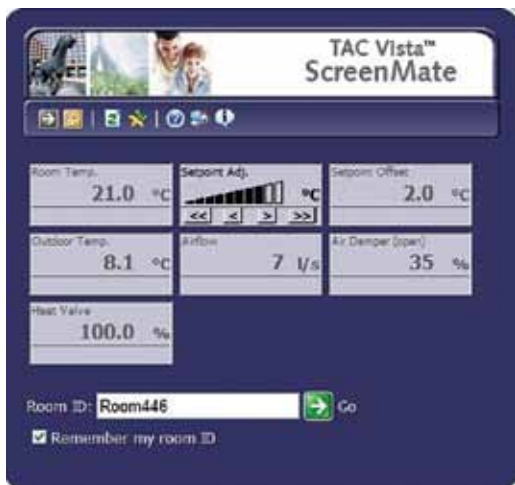 TAC Vista™
ScreenMate
Room Temp.
21.0 °C
Setpoint Adj.
°C
<< < > >>
Setpoint Offset
2.0 °C
Outdoor Temp.
8.1 °C
Airflow
7 l/s
Air Damper (open)
35 %
Heat Valve
100.0 %
Room ID: Room446 Go
Remember my room ID